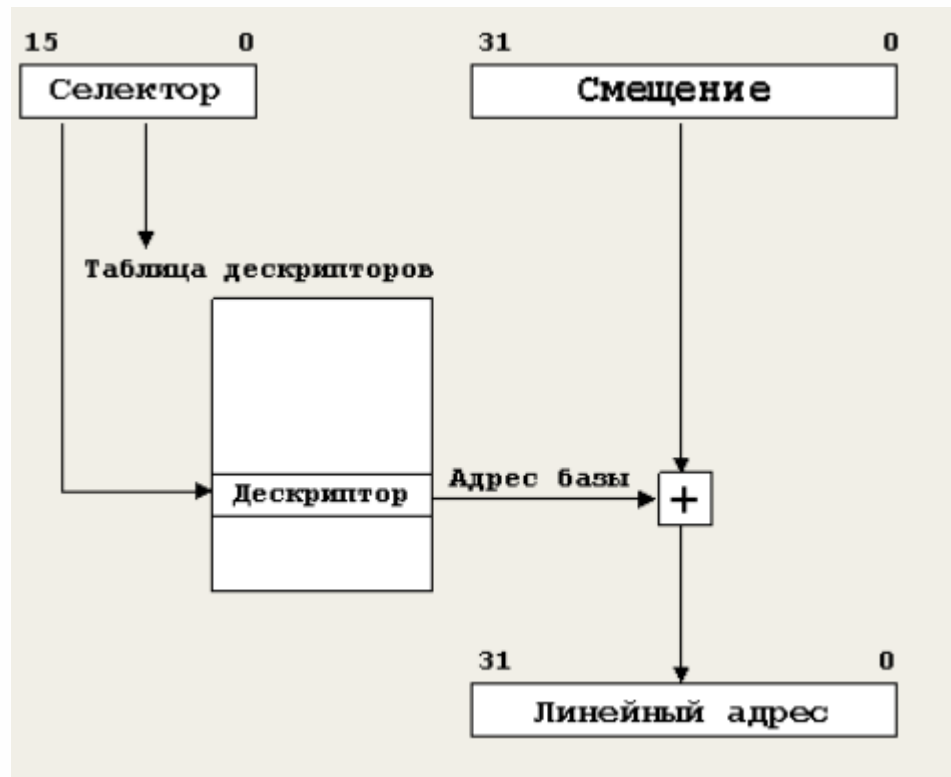 15 0 31 0
Селектор Смещение
Таблица дескрипторов
Адрес базы
Дескриптор +
31 0
Линейный адрес